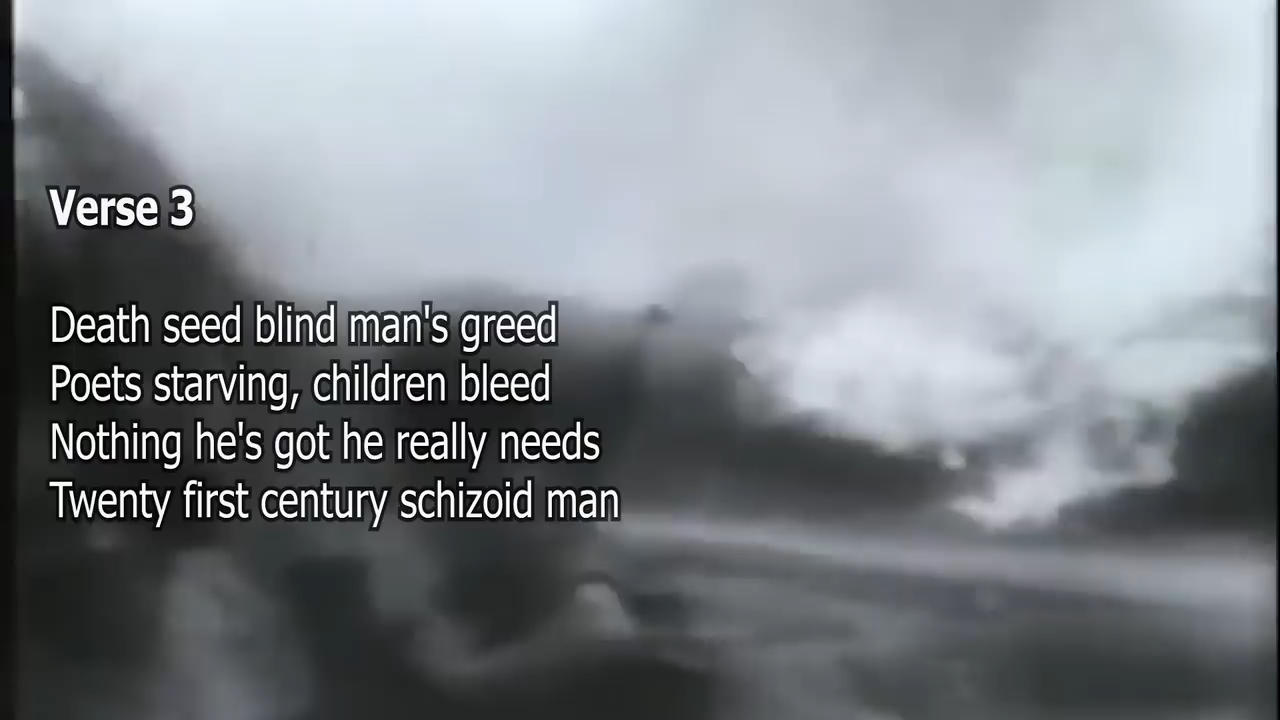 Verse 3
Death seed blind man's greed
Poets starving, children bleed
Nothing he's got he really needs
Twenty first century schizoid man